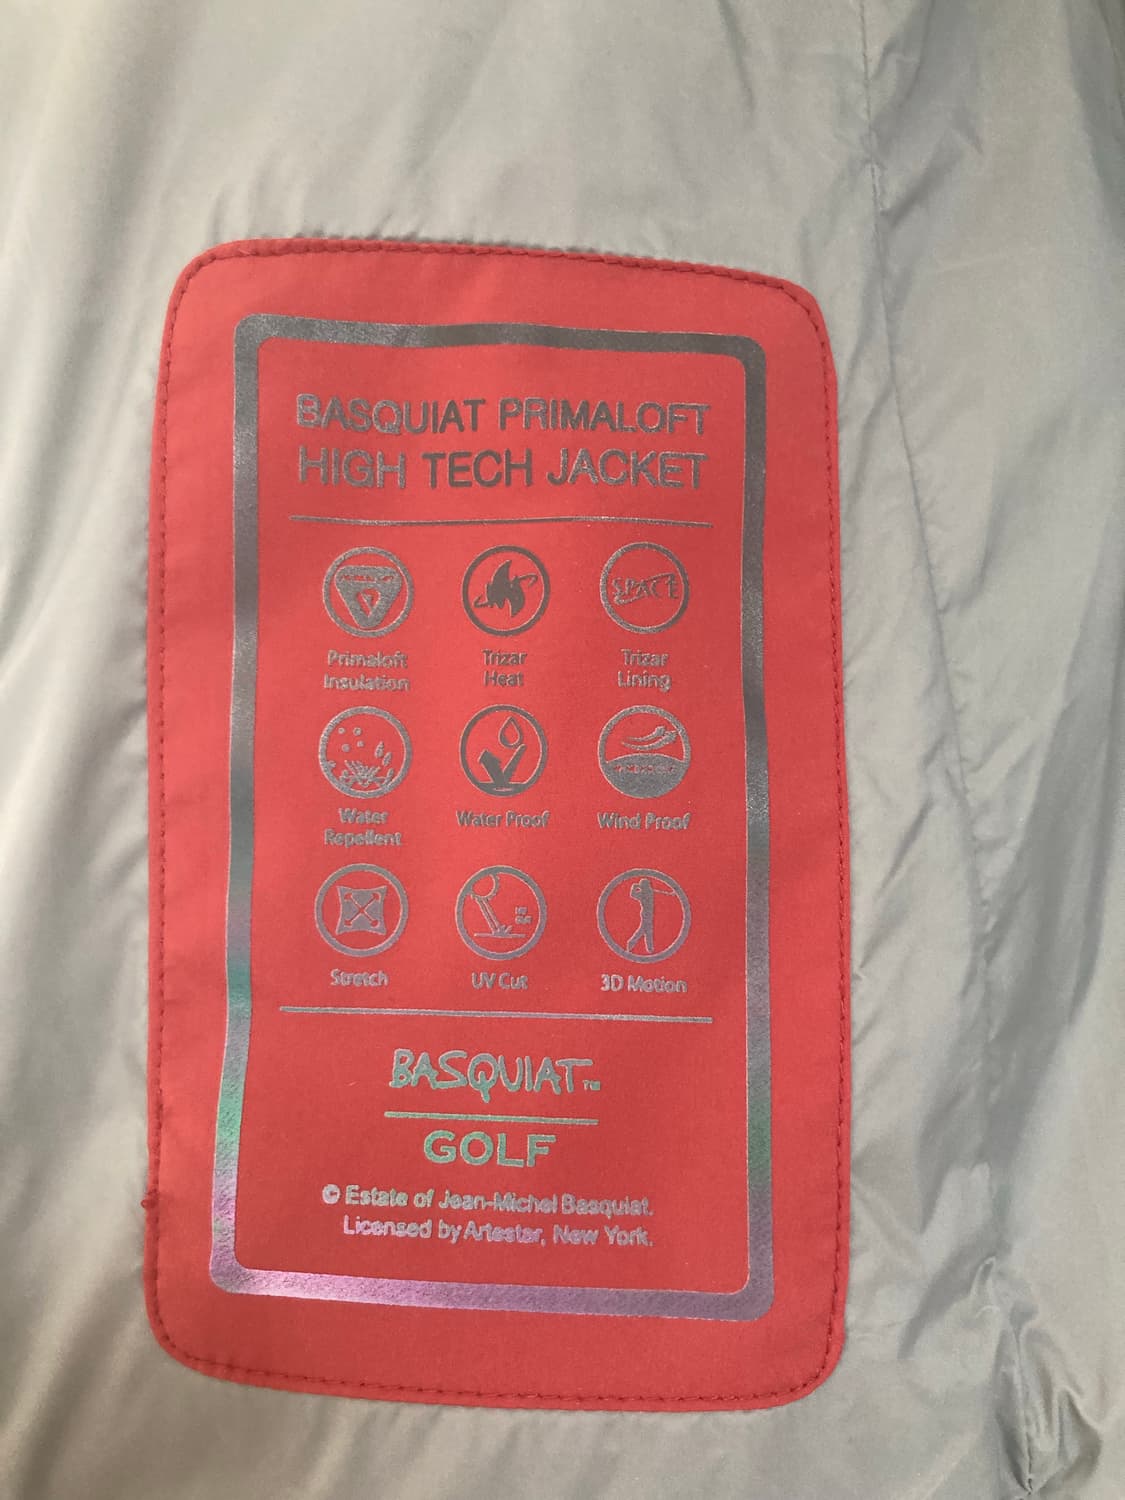 BASQUIAT PRIMALOFT
HIGH TECH JACKET
SPACE
Primaloft
Insulation
Trizar
Heat
Trizar
Lining
Water
Repellent
Water Proof
Wind Proof
Stretch
UV Cut
3D Motion
BASQUIAT™
GOLF
© Estate of Jean-Michel Basquiat.
Licensed by Artestar, New York.